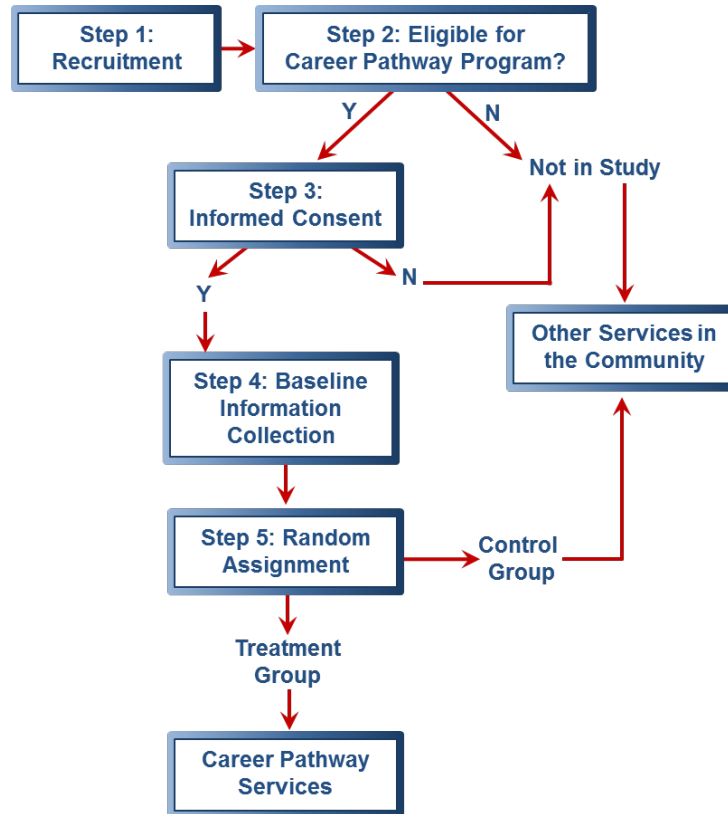 Step 1:
Recruitment
Step 2: Eligible for
Career Pathway Program?
Y
N
Step 3:
Informed Consent
Not in Study
Y
N
Other Services in
the Community
Step 4: Baseline
Information
Collection
Step 5: Random
Assignment
Control
Group
Treatment
Group
Career Pathway
Services